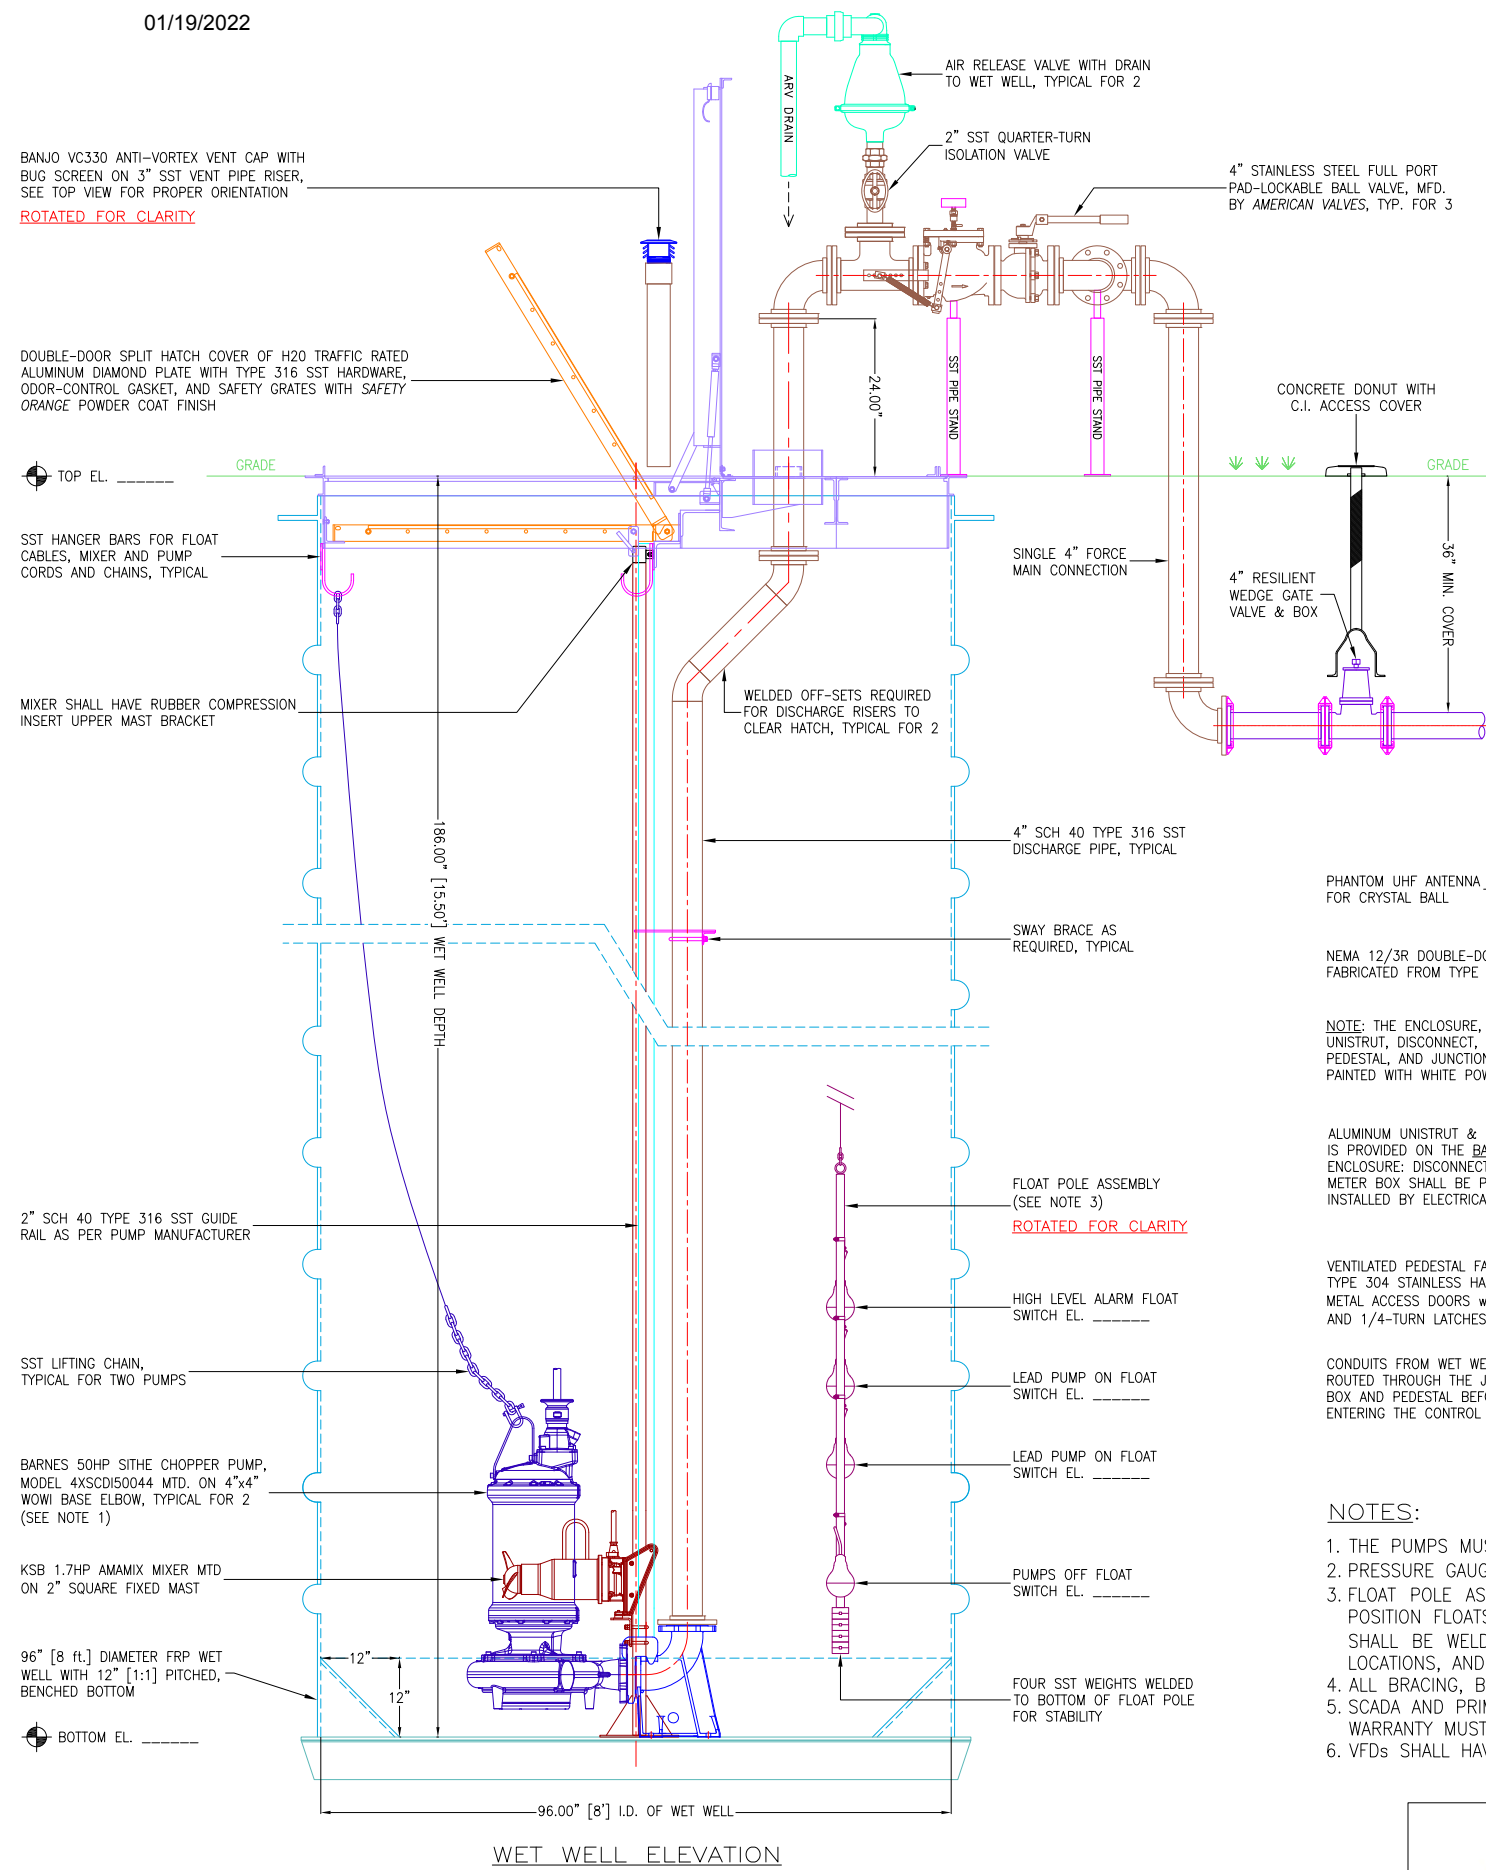 01/19/2022
AIR RELEASE VALVE WITH DRAIN
TO WET WELL, TYPICAL FOR 2
ARV DRAIN
2" SST QUARTER-TURN
ISOLATION VALVE
BANJO VC330 ANTI-VORTEX VENT CAP WITH
BUG SCREEN ON 3" SST VENT PIPE RISER,
SEE TOP VIEW FOR PROPER ORIENTATION
ROTATED FOR CLARITY
4" STAINLESS STEEL FULL PORT
PAD-LOCKABLE BALL VALVE, MFD.
BY AMERICAN VALVES, TYP. FOR 3
DOUBLE-DOOR SPLIT HATCH COVER OF H20 TRAFFIC RATED
ALUMINUM DIAMOND PLATE WITH TYPE 316 SST HARDWARE,
ODOR-CONTROL GASKET, AND SAFETY GRATES WITH SAFETY
ORANGE POWDER COAT FINISH
24.00"
SST PIPE STAND
SST PIPE STAND
CONCRETE DONUT WITH
C.I. ACCESS COVER
GRADE
GRADE
TOP EL. ______
SST HANGER BARS FOR FLOAT
CABLES, MIXER AND PUMP
CORDS AND CHAINS, TYPICAL
SINGLE 4" FORCE
MAIN CONNECTION
4" RESILIENT
WEDGE GATE
VALVE & BOX
36" MIN. COVER
MIXER SHALL HAVE RUBBER COMPRESSION
INSERT UPPER MAST BRACKET
WELDED OFF-SETS REQUIRED
FOR DISCHARGE RISERS TO
CLEAR HATCH, TYPICAL FOR 2
186.00" [15.50'] WET WELL DEPTH
4" SCH 40 TYPE 316 SST
DISCHARGE PIPE, TYPICAL
PHANTOM UHF ANTENNA
FOR CRYSTAL BALL
SWAY BRACE AS
REQUIRED, TYPICAL
NEMA 12/3R DOUBLE-DO
FABRICATED FROM TYPE
NOTE: THE ENCLOSURE,
UNISTRUT, DISCONNECT,
PEDESTAL, AND JUNCTION
PAINTED WITH WHITE POW
ALUMINUM UNISTRUT &
IS PROVIDED ON THE BA
ENCLOSURE: DISCONNECT
METER BOX SHALL BE P
INSTALLED BY ELECTRICA
FLOAT POLE ASSEMBLY
(SEE NOTE 3)
ROTATED FOR CLARITY
2" SCH 40 TYPE 316 SST GUIDE
RAIL AS PER PUMP MANUFACTURER
VENTILATED PEDESTAL FA
TYPE 304 STAINLESS HA
METAL ACCESS DOORS w
AND 1/4-TURN LATCHES
HIGH LEVEL ALARM FLOAT
SWITCH EL. ______
SST LIFTING CHAIN,
TYPICAL FOR TWO PUMPS
LEAD PUMP ON FLOAT
SWITCH EL. ______
CONDUITS FROM WET WE
ROUTED THROUGH THE J
BOX AND PEDESTAL BEFO
ENTERING THE CONTROL
BARNES 50HP SITHE CHOPPER PUMP,
MODEL 4XSCDI50044 MTD. ON 4"x4"
WOWI BASE ELBOW, TYPICAL FOR 2
(SEE NOTE 1)
LEAD PUMP ON FLOAT
SWITCH EL. ______
KSB 1.7HP AMAMIX MIXER MTD
ON 2" SQUARE FIXED MAST
PUMPS OFF FLOAT
SWITCH EL. ______
96" [8 ft.] DIAMETER FRP WET
WELL WITH 12" [1:1] PITCHED,
BENCHED BOTTOM
12"
12"
FOUR SST WEIGHTS WELDED
TO BOTTOM OF FLOAT POLE
FOR STABILITY
BOTTOM EL. ______
NOTES:
1. THE PUMPS MUS
2. PRESSURE GAUG
3. FLOAT POLE AS
POSITION FLOATS
SHALL BE WELD
LOCATIONS, AND
4. ALL BRACING, B
5. SCADA AND PRIM
WARRANTY MUST
6. VFDs SHALL HAV
96.00" [8'] I.D. OF WET WELL
WET WELL ELEVATION